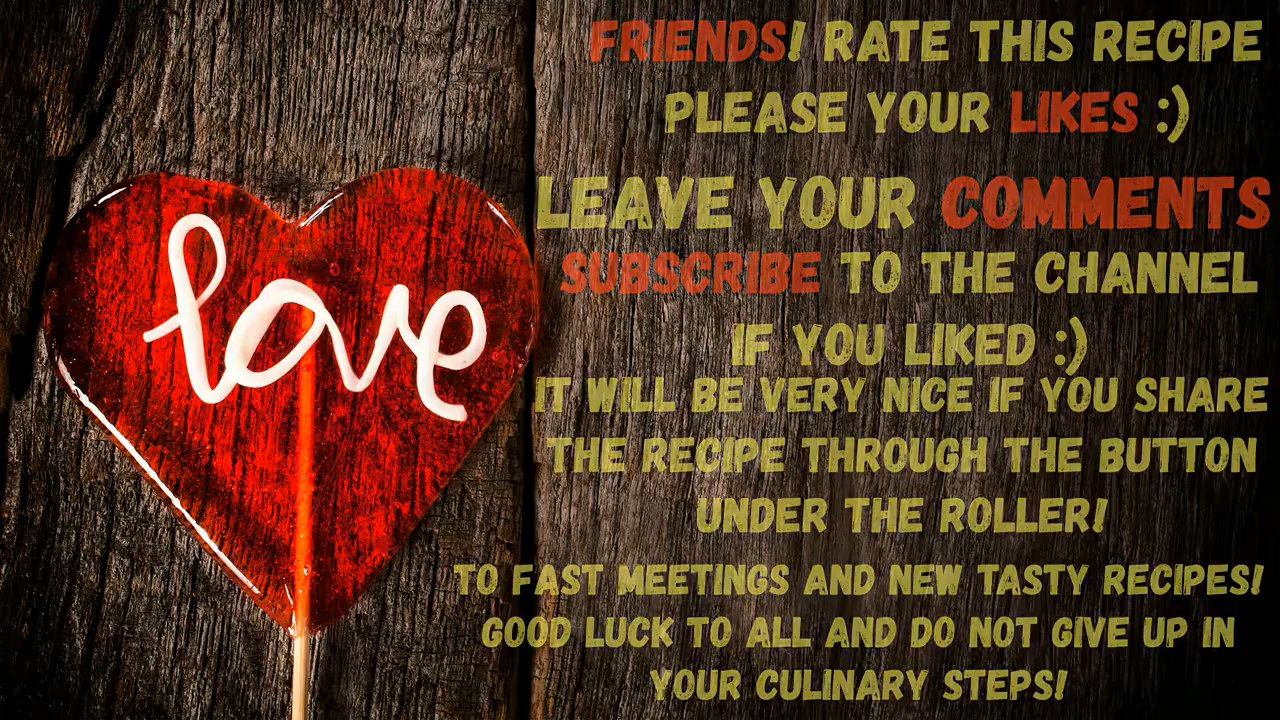 love
FRIENDS! RATE THIS RECIPE
PLEASE YOUR LIKES :)
LEAVE YOUR COMMENTS
SUBSCRIBE TO THE CHANNEL
IF YOU LIKED :)
IT WILL BE VERY NICE IF YOU SHARE
THE RECIPE THROUGH THE BUTTON
UNDER THE ROLLER!
TO FAST MEETINGS AND NEW TASTY RECIPES!
GOOD LUCK TO ALL AND DO NOT GIVE UP IN
YOUR CULINARY STEPS!